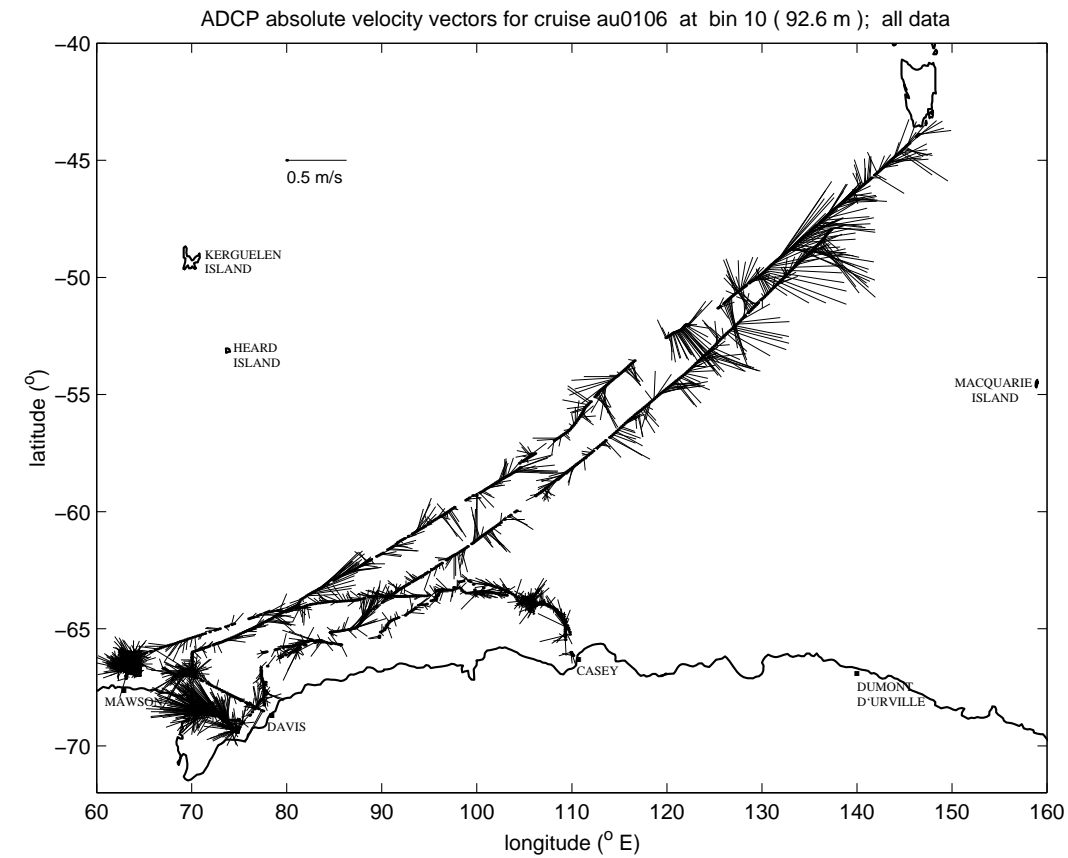 ADCP absolute velocity vectors for cruise au0106 at bin 10 ( 92.6 m ); all data
−40
−45
−50
−55
−60
−65
−70
latitude (o)
0.5 m/s
KERGUELEN
ISLAND
HEARD
ISLAND
MACQUARIE
ISLAND
MAWSON
DAVIS
CASEY
DUMONT
D'URVILLE
60 70 80 90 100 110 120 130 140 150 160
longitude (o E)